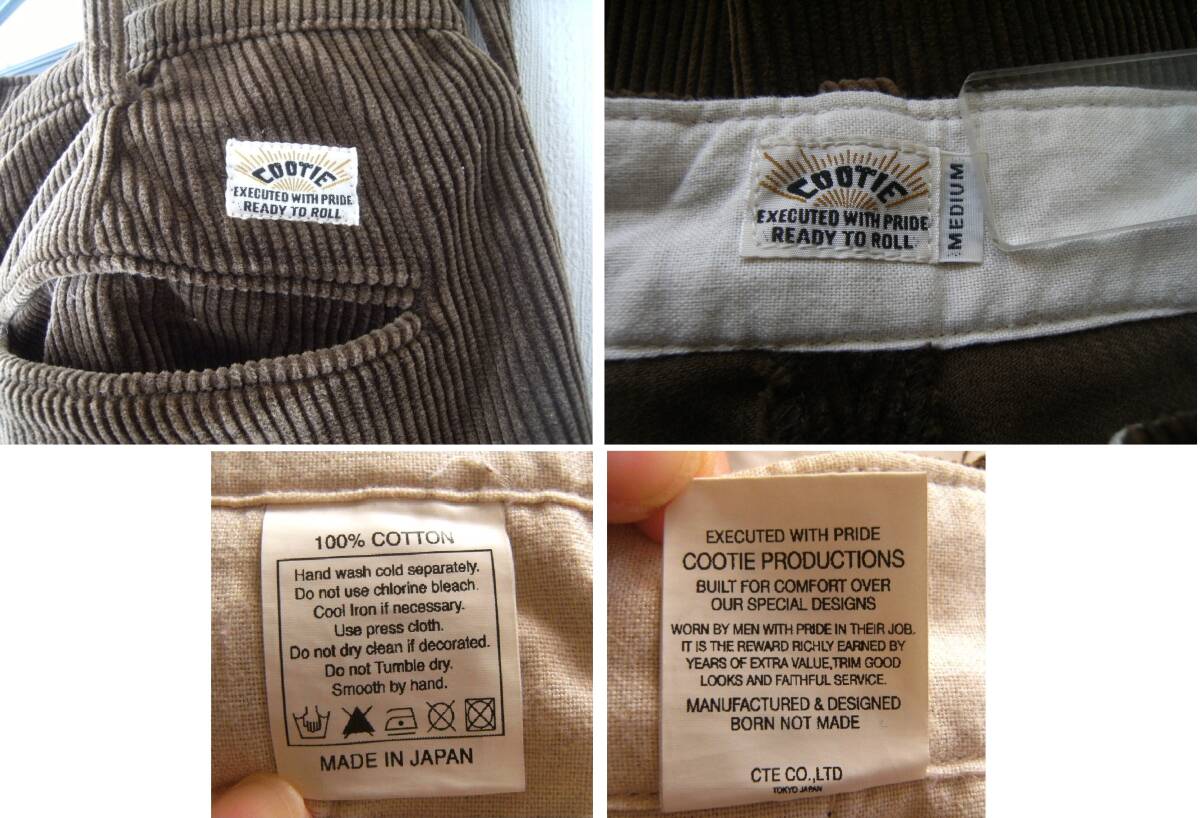 COOTIE
EXECUTED WITH PRIDE
READY TO ROLL
COOTIE
EXECUTED WITH PRIDE
READY TO ROLL
MEDIUM
100% COTTON
Hand wash cold separately.
Do not use chlorine bleach.
Cool Iron if necessary.
Use press cloth.
Do not dry clean if decorated.
Do not Tumble dry.
Smooth by hand.
MADE IN JAPAN
EXECUTED WITH PRIDE
COOTIE PRODUCTIONS
BUILT FOR COMFORT OVER
OUR SPECIAL DESIGNS
WORN BY MEN WITH PRIDE IN THEIR JOB.
IT IS THE REWARD RICHLY EARNED BY
YEARS OF EXTRA VALUE,TRIM GOOD
LOOKS AND FAITHFUL SERVICE.
MANUFACTURED & DESIGNED
BORN NOT MADE
CTE CO.,LTD
TOKYO JAPAN